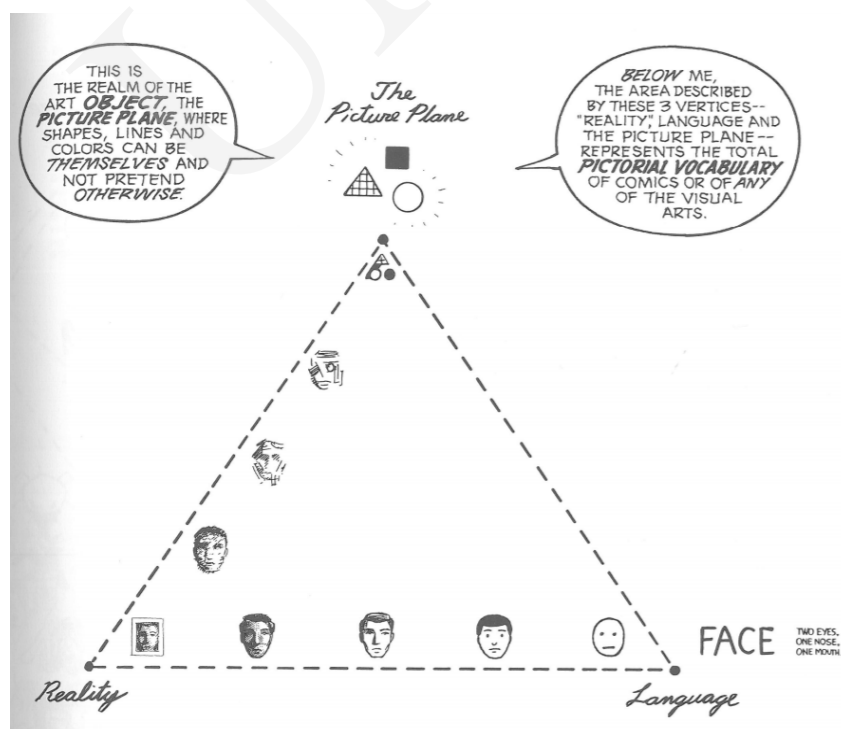 THIS IS
THE REALM OF THE
ART OBJECT, THE
PICTURE PLANE, WHERE
SHAPES, LINES AND
COLORS CAN BE
THEMSELVES AND
NOT PRETEND
OTHERWISE.
The
Picture Plane
BELOW ME,
THE AREA DESCRIBED
BY THESE 3 VERTICES--
"REALITY," LANGUAGE AND
THE PICTURE PLANE--
REPRESENTS THE TOTAL
PICTORIAL VOCABULARY
OF COMICS OR OF ANY
OF THE VISUAL
ARTS.
FACE
TWO EYES,
ONE NOSE,
ONE MOUTH
Reality
Language